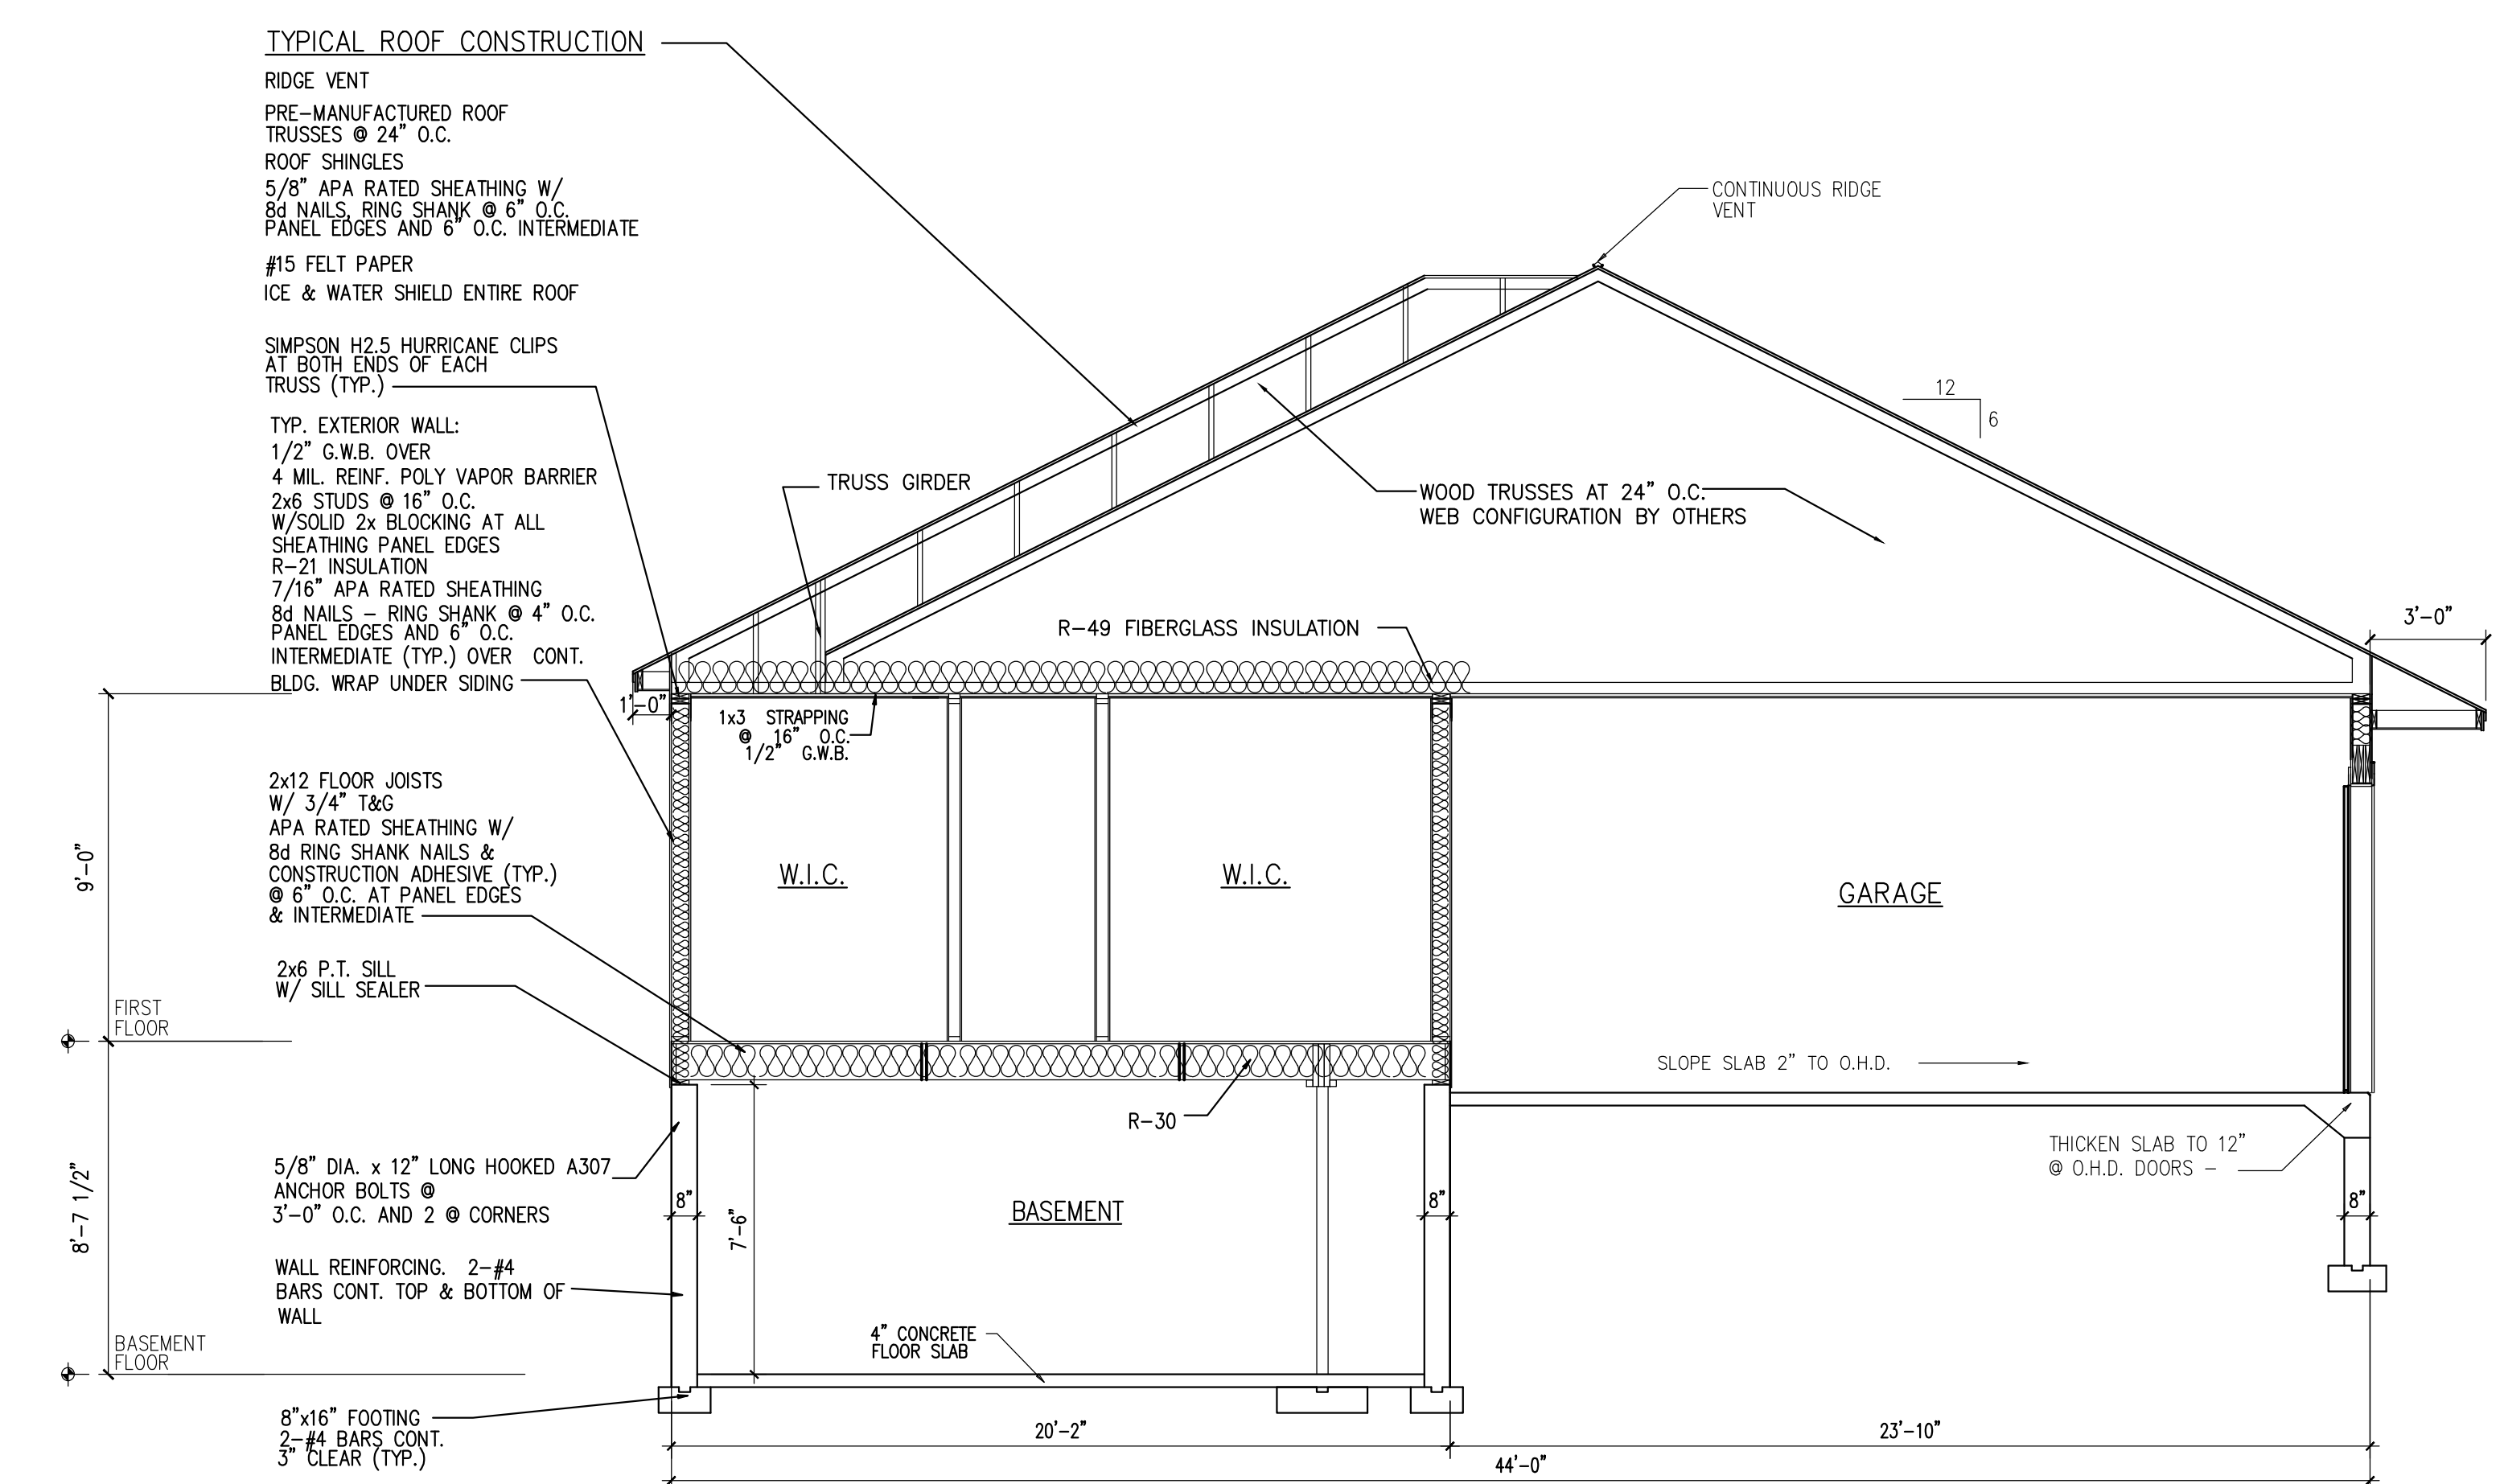 TYPICAL ROOF CONSTRUCTION
RIDGE VENT
PRE-MANUFACTURED ROOF
TRUSSES @ 24" O.C.
ROOF SHINGLES
5/8" APA RATED SHEATHING W/
8d NAILS, RING SHANK @ 6" O.C.
PANEL EDGES AND 6" O.C. INTERMEDIATE
#15 FELT PAPER
ICE & WATER SHIELD ENTIRE ROOF
SIMPSON H2.5 HURRICANE CLIPS
AT BOTH ENDS OF EACH
TRUSS (TYP.)
TYP. EXTERIOR WALL:
1/2" G.W.B. OVER
4 MIL. REINF. POLY VAPOR BARRIER
2x6 STUDS @ 16" O.C.
W/SOLID 2x BLOCKING AT ALL
SHEATHING PANEL EDGES
R-21 INSULATION
7/16" APA RATED SHEATHING
8d NAILS - RING SHANK @ 4" O.C.
PANEL EDGES AND 6" O.C.
INTERMEDIATE (TYP.) OVER CONT.
BLDG. WRAP UNDER SIDING
2x12 FLOOR JOISTS
W/ 3/4" T&G
APA RATED SHEATHING W/
8d RING SHANK NAILS &
CONSTRUCTION ADHESIVE (TYP.)
@ 6" O.C. AT PANEL EDGES
& INTERMEDIATE
2x6 P.T. SILL
W/ SILL SEALER
5/8" DIA. x 12" LONG HOOKED A307
ANCHOR BOLTS @
3'-0" O.C. AND 2 @ CORNERS
WALL REINFORCING. 2-#4
BARS CONT. TOP & BOTTOM OF
WALL
8"x16" FOOTING
2-#4 BARS CONT.
3" CLEAR (TYP.)
9'-0"
FIRST
FLOOR
8'-7 1/2"
BASEMENT
FLOOR
CONTINUOUS RIDGE
VENT
12
6
TRUSS GIRDER
WOOD TRUSSES AT 24" O.C.
WEB CONFIGURATION BY OTHERS
R-49 FIBERGLASS INSULATION
3'-0"
1'-0"
1x3 STRAPPING
@ 16" O.C.
1/2" G.W.B.
W.I.C.
W.I.C.
GARAGE
SLOPE SLAB 2" TO O.H.D.
R-30
THICKEN SLAB TO 12"
@ O.H.D. DOORS -
8"
7'-6"
BASEMENT
8"
8"
4" CONCRETE
FLOOR SLAB
20'-2"
23'-10"
44'-0"